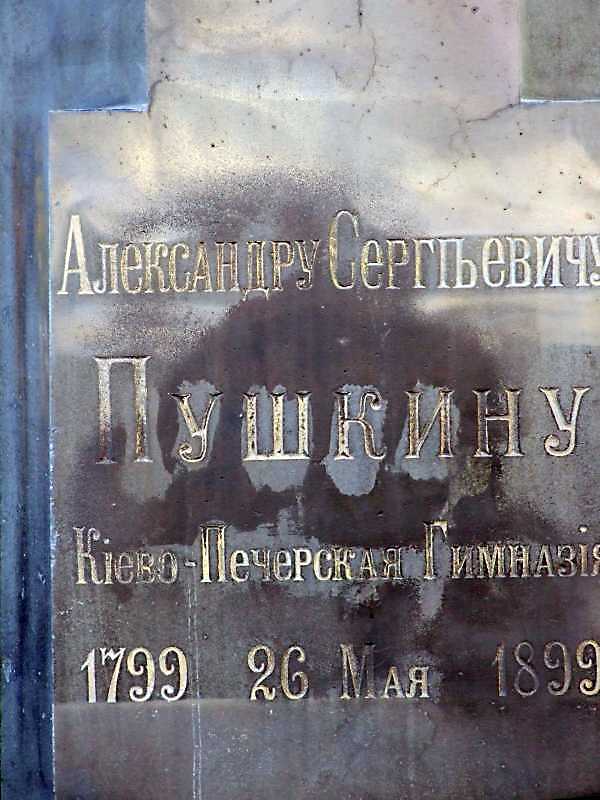 Александру Сергѣевичу
Пушкину
Кіево-Печерская Гимназія
1799 26 Мая 1899